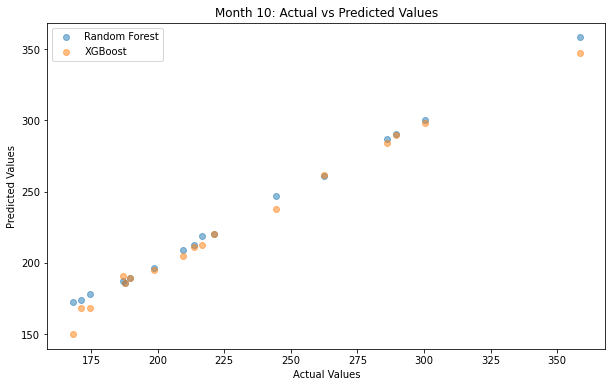 Month 10: Actual vs Predicted Values
Random Forest
XGBoost
350
300
250
200
150
Predicted Values
175
200
225
250
275
300
325
350
Actual Values